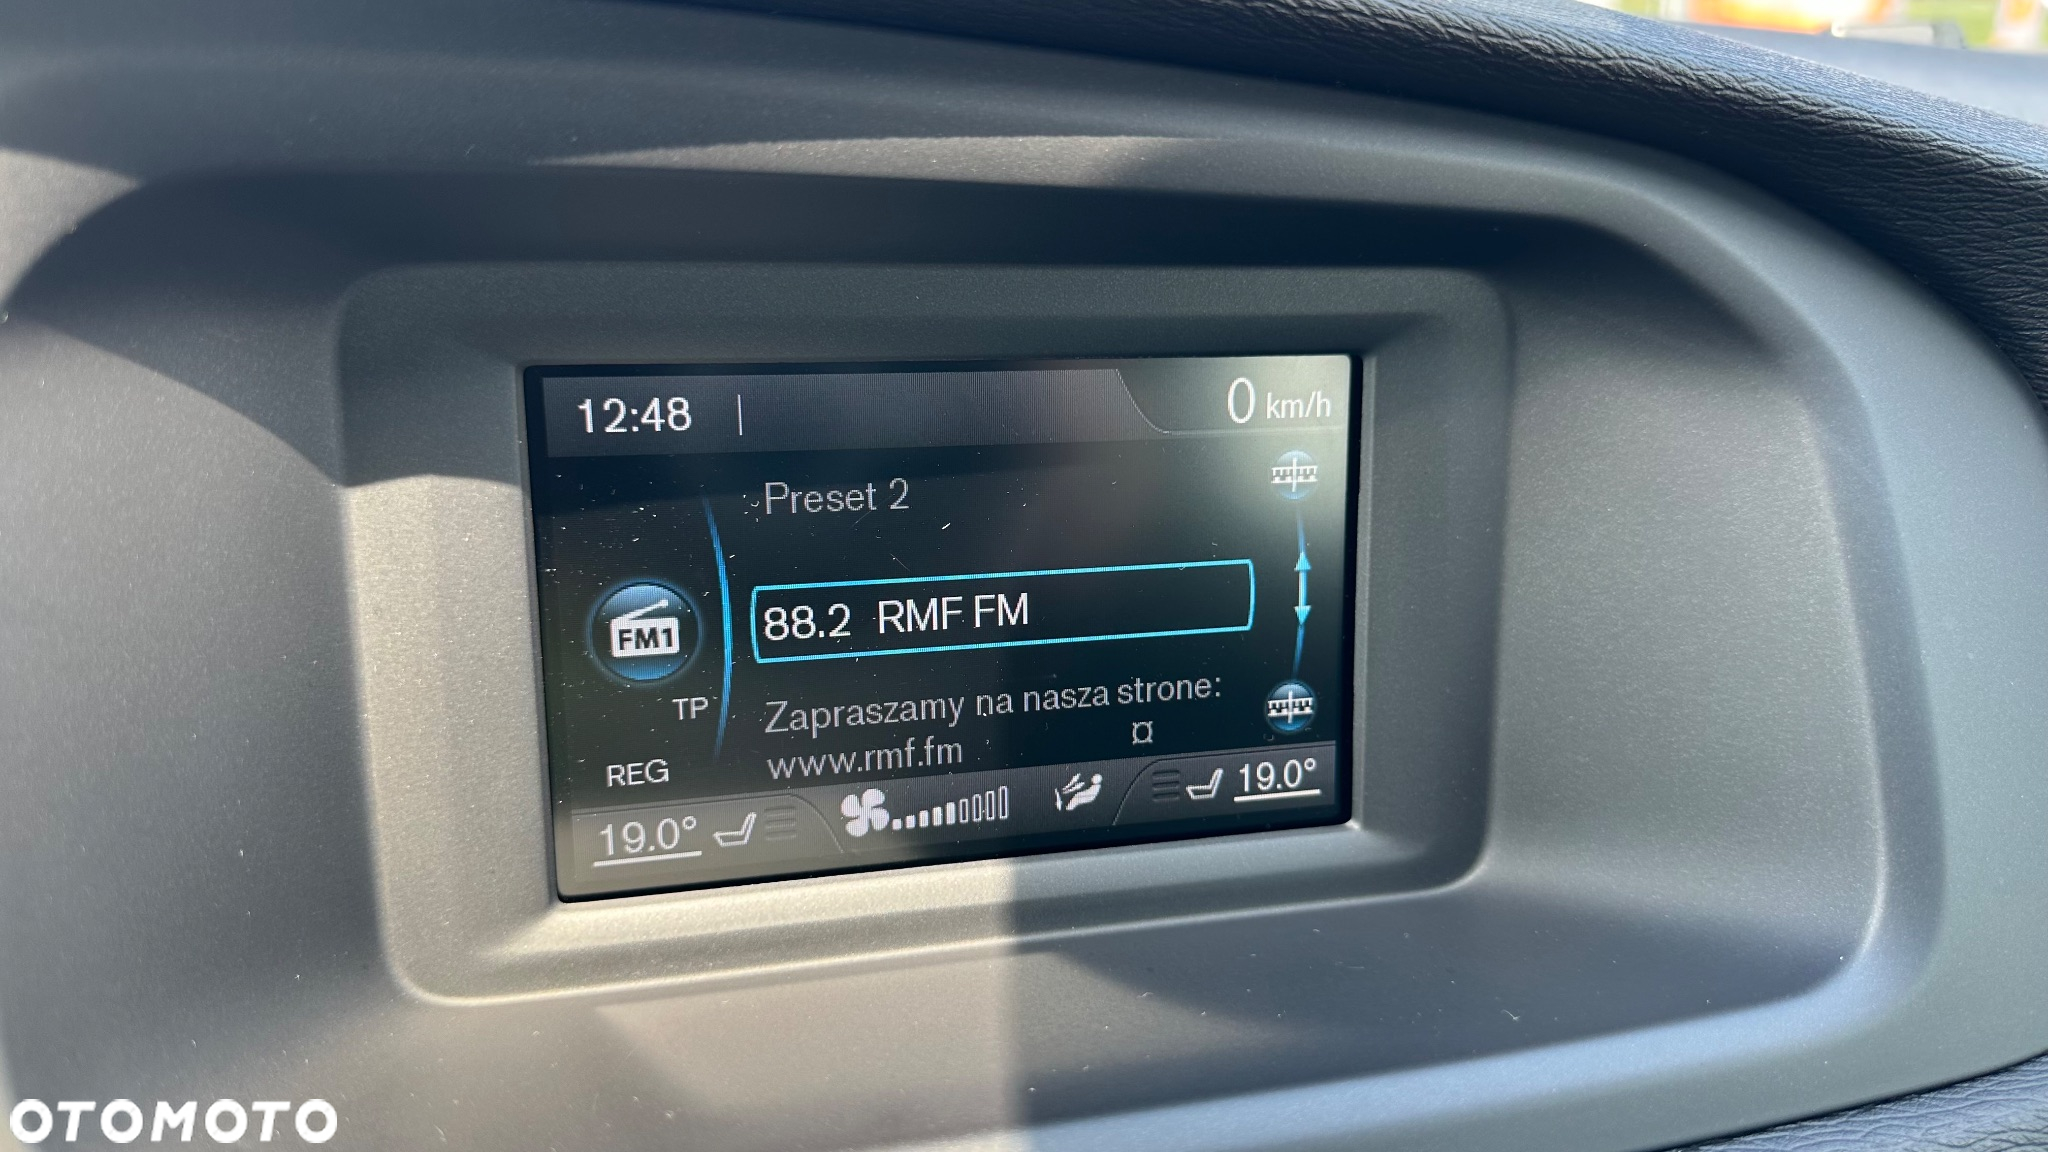 12:48
0 km/h
Preset 2
88.2 RMF FM
FM1
TP
Zapraszamy na nasza strone:
www.rmf.fm ¤
REG
19.0°
19.0°
OTOMOTO